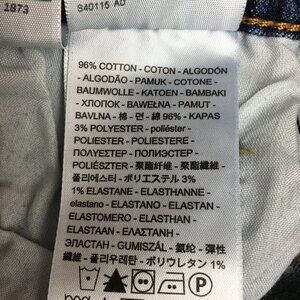 1873
S40115 AD
96% COTTON - COTON - ALGODÓN
- ALGODÃO - PAMUK - COTONE -
BAUMWOLLE - KATOEN - BAMBAKI
- ХЛОПОК - BAWEŁNA - PAMUT -
BAVLNA - 棉 - 면 - 綿 96% - KAPAS
3% POLYESTER - poliéster -
POLIESTER - POLIESTERE -
ΠΟΛΥΕΣΤΕΡ - ПОЛИЭСТЕР -
POLIÉSZTER - 聚酯纤维 - 聚酯纖維 -
폴리에스터 - ポリエステル 3%
1% ELASTANE - ELASTHANNE -
elastano - ELASTANO - ELASTAN -
ELASTOMERO - ELASTHAN -
ELASTAAN - ΕΛΑΣΤΑΝΗ -
ЭЛАСТАН - GUMISZÁL - 氨纶 - 彈性
纖維 - 폴리우레탄 - ポリウレタン 1%
P